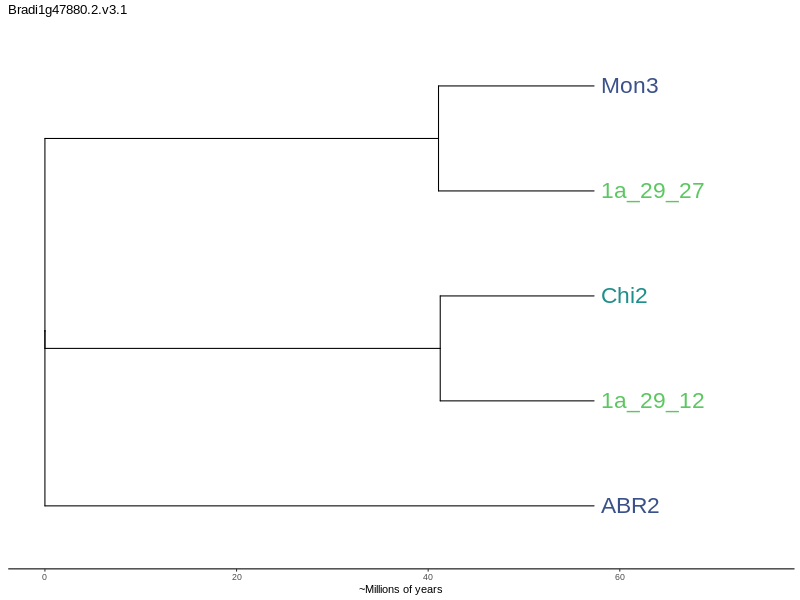 Bradi1g47880.2.v3.1
Mon3
1a_29_27
Chi2
1a_29_12
ABR2
0 20 40 60
~Millions of years